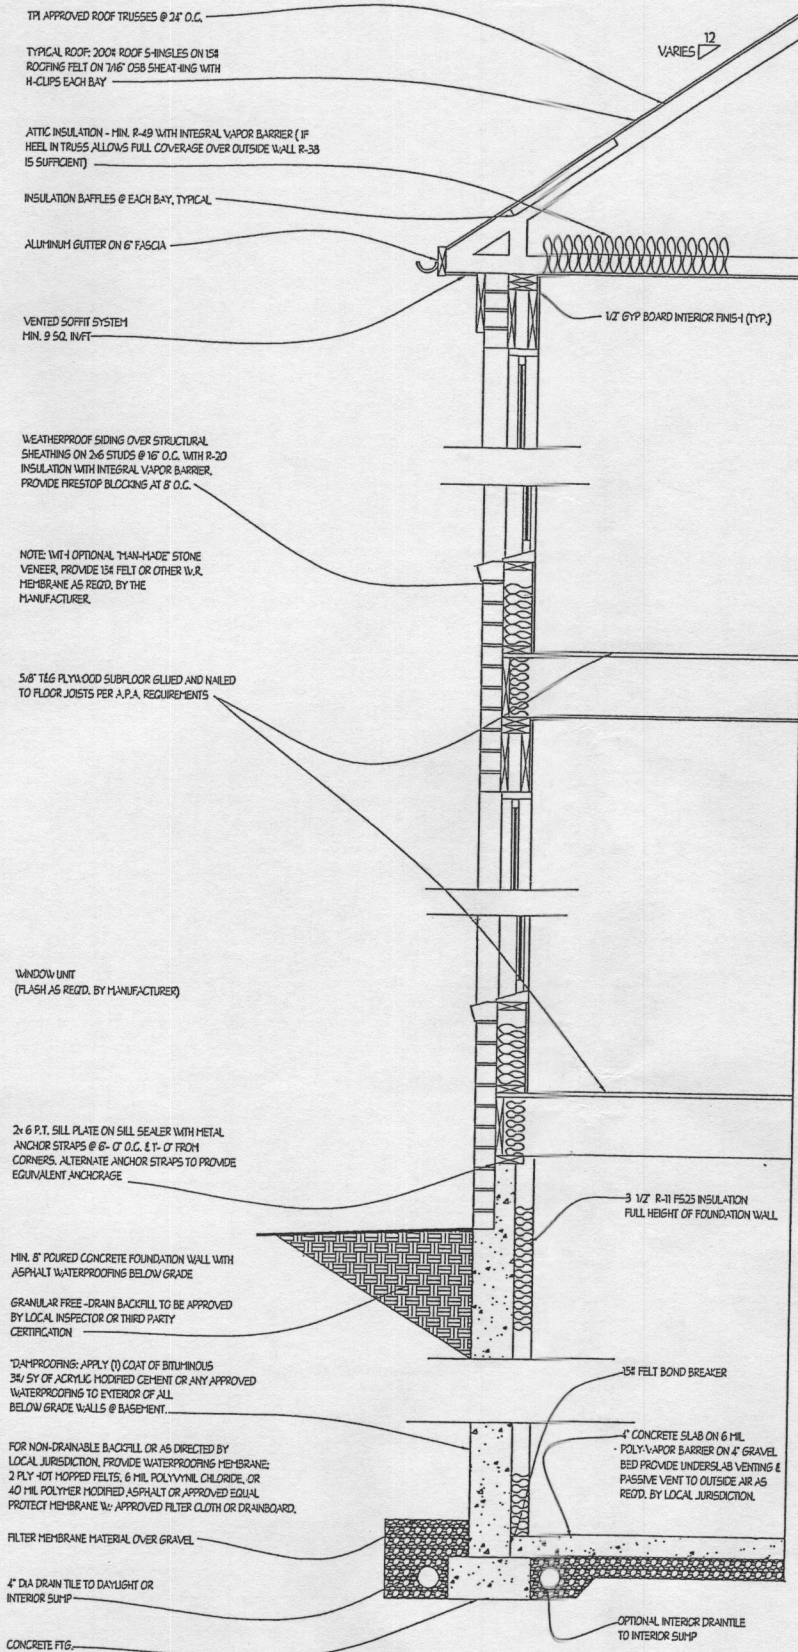 TPI APPROVED ROOF TRUSSES @ 24" O.C.
12
VARIES
TYPICAL ROOF: 200# ROOF SHINGLES ON 15#
ROOFING FELT ON 7/16" OSB SHEATHING WITH
H-CLIPS EACH BAY
ATTIC INSULATION - MIN. R-49 WITH INTEGRAL VAPOR BARRIER ( IF
HEEL IN TRUSS ALLOWS FULL COVERAGE OVER OUTSIDE WALL R-38
IS SUFFICIENT)
INSULATION BAFFLES @ EACH BAY, TYPICAL
ALUMINUM GUTTER ON 6" FASCIA
VENTED SOFFIT SYSTEM
MIN. 9 SQ. IN/FT
1/2" GYP BOARD INTERIOR FINISH (TYP.)
WEATHERPROOF SIDING OVER STRUCTURAL
SHEATHING ON 2x6 STUDS @ 16" O.C. WITH R-20
INSULATION WITH INTEGRAL VAPOR BARRIER.
PROVIDE FIRESTOP BLOCKING AT 8' O.C.
NOTE: WITH OPTIONAL "MAN-MADE" STONE
VENEER, PROVIDE 15# FELT OR OTHER W.R.
MEMBRANE AS REQ'D. BY THE
MANUFACTURER.
5/8" T&G PLYWOOD SUBFLOOR GLUED AND NAILED
TO FLOOR JOISTS PER A.P.A. REQUIREMENTS
WINDOW UNIT
(FLASH AS REQ'D. BY MANUFACTURER)
2x 6 P.T. SILL PLATE ON SILL SEALER WITH METAL
ANCHOR STRAPS @ 6'- 0" O.C. & 1'- 0" FROM
CORNERS. ALTERNATE ANCHOR STRAPS TO PROVIDE
EQUIVALENT ANCHORAGE
3 1/2" R-11 FS25 INSULATION
FULL HEIGHT OF FOUNDATION WALL
MIN. 8" POURED CONCRETE FOUNDATION WALL WITH
ASPHALT WATERPROOFING BELOW GRADE
GRANULAR FREE -DRAIN BACKFILL TO BE APPROVED
BY LOCAL INSPECTOR OR THIRD PARTY
CERTIFICATION
"DAMPROOFING: APPLY (1) COAT OF BITUMINOUS
3#/ SY OF ACRYLIC MODIFIED CEMENT OR ANY APPROVED
WATERPROOFING TO EXTERIOR OF ALL
BELOW GRADE WALLS @ BASEMENT.
15# FELT BOND BREAKER
4" CONCRETE SLAB ON 6 MIL
POLY-VAPOR BARRIER ON 4" GRAVEL
BED PROVIDE UNDERSLAB VENTING &
PASSIVE VENT TO OUTSIDE AIR AS
REQ'D. BY LOCAL JURISDICTION.
FOR NON-DRAINABLE BACKFILL OR AS DIRECTED BY
LOCAL JURISDICTION, PROVIDE WATERPROOFING MEMBRANE;
2 PLY HOT MOPPED FELTS, 6 MIL POLYVYNIL CHLORIDE, OR
40 MIL POLYMER MODIFIED ASPHALT OR APPROVED EQUAL
PROTECT MEMBRANE W/ APPROVED FILTER CLOTH OR DRAINBOARD.
FILTER MEMBRANE MATERIAL OVER GRAVEL
4" DIA DRAIN TILE TO DAYLIGHT OR
INTERIOR SUMP
OPTIONAL INTERIOR DRAINTILE
TO INTERIOR SUMP
CONCRETE FTG.